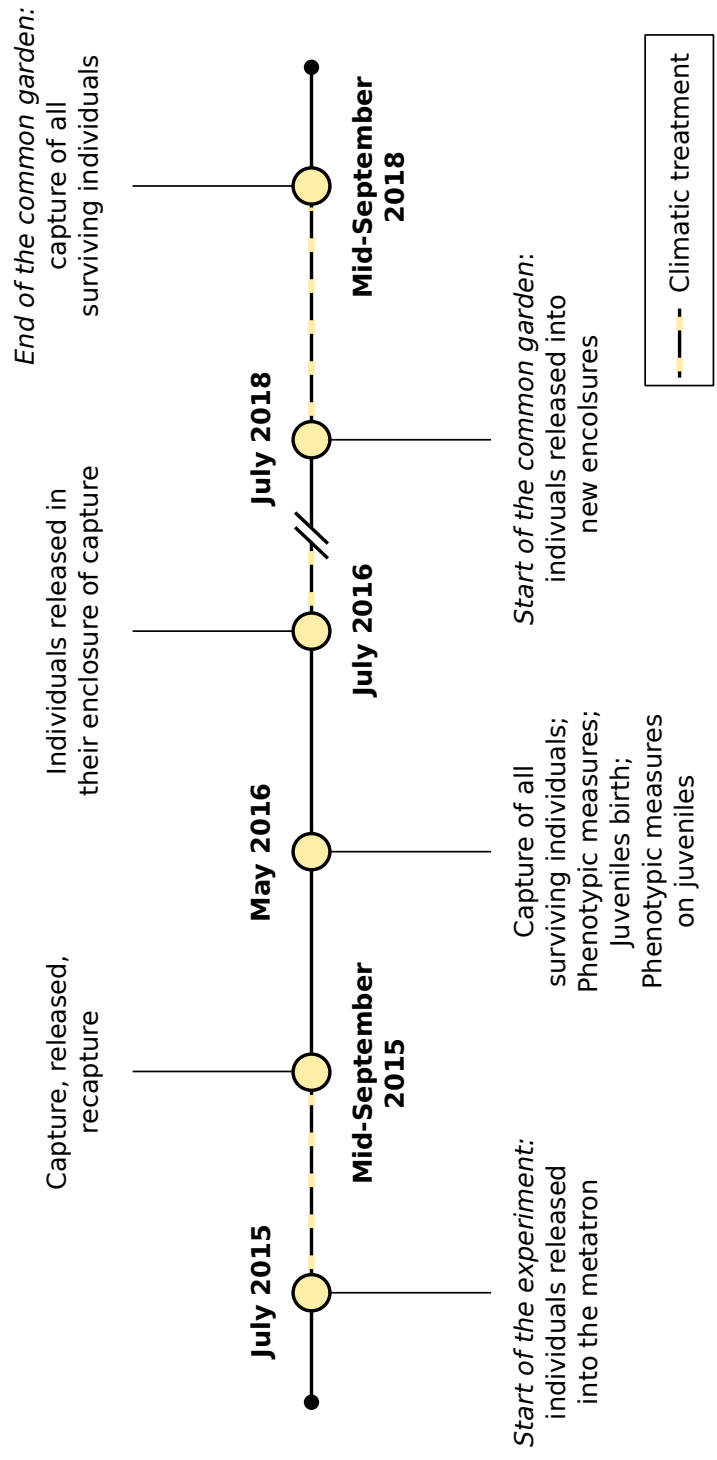 July 2015
Start of the experiment:
individuals released
into the metatron
Capture, released,
recapture
Mid-September
2015
May 2016
Capture of all
surviving individuals;
Phenotypic measures;
Juveniles birth;
Phenotypic measures
on juveniles
Individuals released in
their enclosure of capture
July 2016
July 2018
Start of the common garden:
indivuals released into
new encolsures
End of the common garden:
capture of all
surviving individuals
Mid-September
2018
Climatic treatment